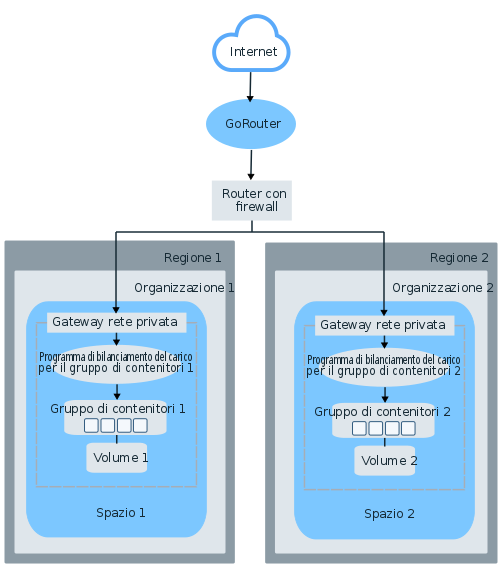 Internet
GoRouter
Router con
firewall
Regione 1
Organizzazione 1
Gateway rete privata
Programma di bilanciamento del carico
per il gruppo di contenitori 1
Gruppo di contenitori 1
Volume 1
Spazio 1
Regione 2
Organizzazione 2
Gateway rete privata
Programma di bilanciamento del carico
per il gruppo di contenitori 2
Gruppo di contenitori 2
Volume 2
Spazio 2